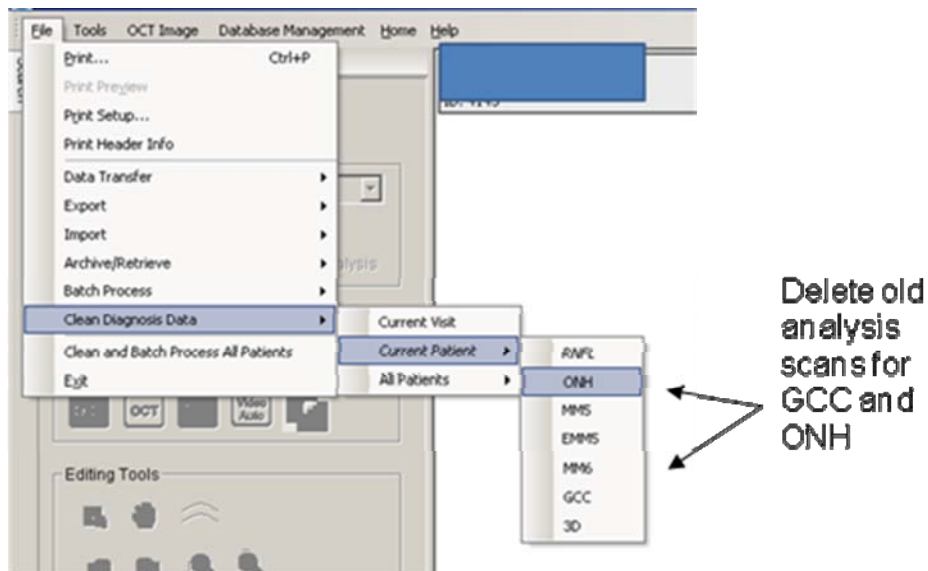 File Tools OCT Image Database Management Home Help
Print... Ctrl+P
Print Preview
Print Setup...
Print Header Info
Data Transfer
Export
Import
Archive/Retrieve
Batch Process
Clean Diagnosis Data
Clean and Batch Process All Patients
Exit
Current Visit
Current Patient
All Patients
RNFL
ONH
MM5
EMM5
MM6
GCC
3D
OCT
Video
Auto
Editing Tools
Delete old
analysis
scans for
GCC and
ONH